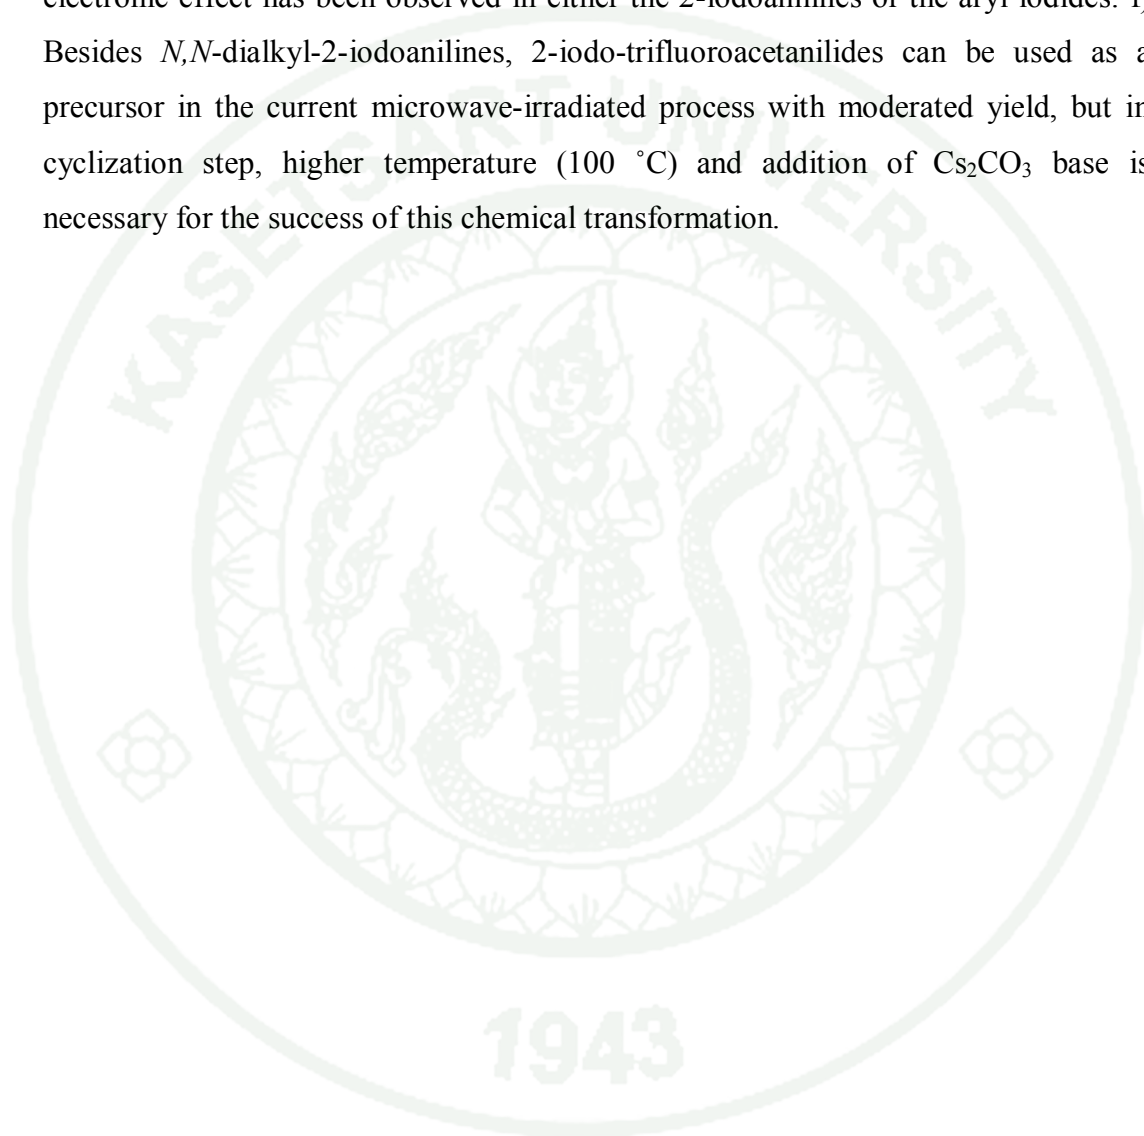 electronic effect has been observed in either the 2-iodoanilines or the aryl iodides. f)
Besides N,N-dialkyl-2-iodoanilines, 2-iodo-trifluoroacetanilides can be used as a
precursor in the current microwave-irradiated process with moderated yield, but in
cyclization step, higher temperature (100 ˚C) and addition of Cs₂CO₃ base is
necessary for the success of this chemical transformation.
KASETSART UNIVERSITY
1943